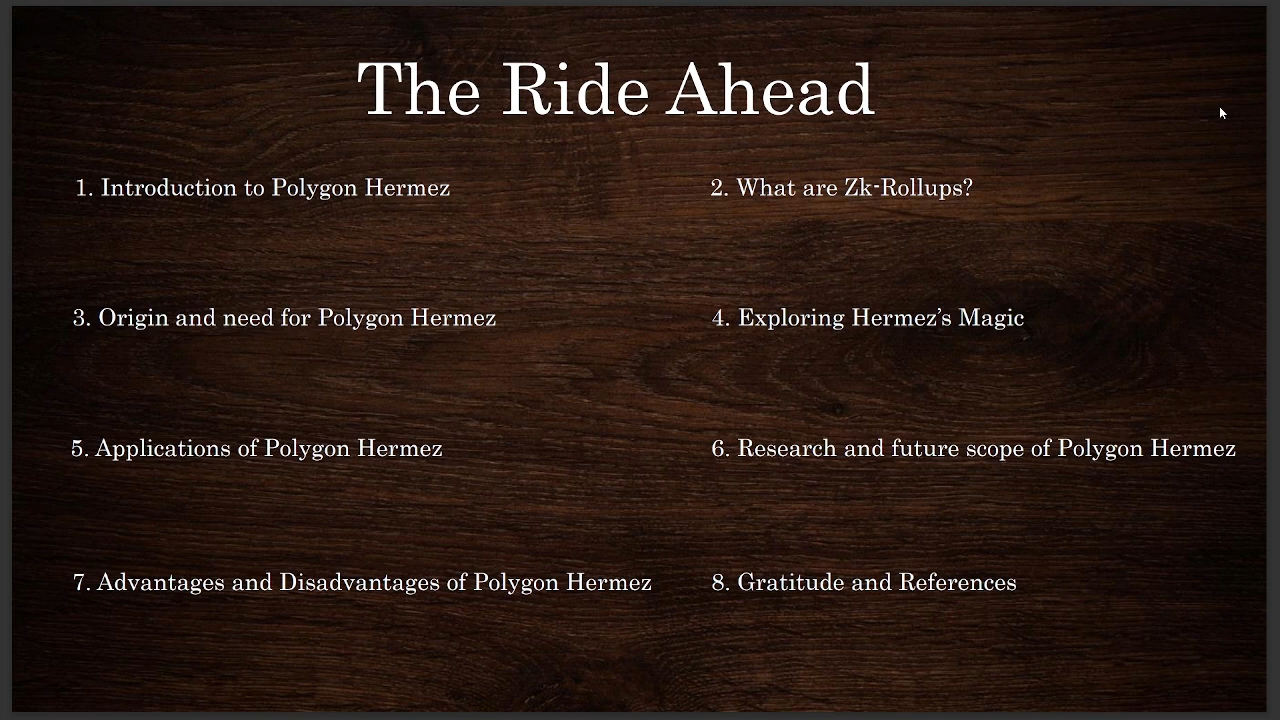 The Ride Ahead
1. Introduction to Polygon Hermez
2. What are Zk-Rollups?
3. Origin and need for Polygon Hermez
4. Exploring Hermez’s Magic
5. Applications of Polygon Hermez
6. Research and future scope of Polygon Hermez
7. Advantages and Disadvantages of Polygon Hermez
8. Gratitude and References